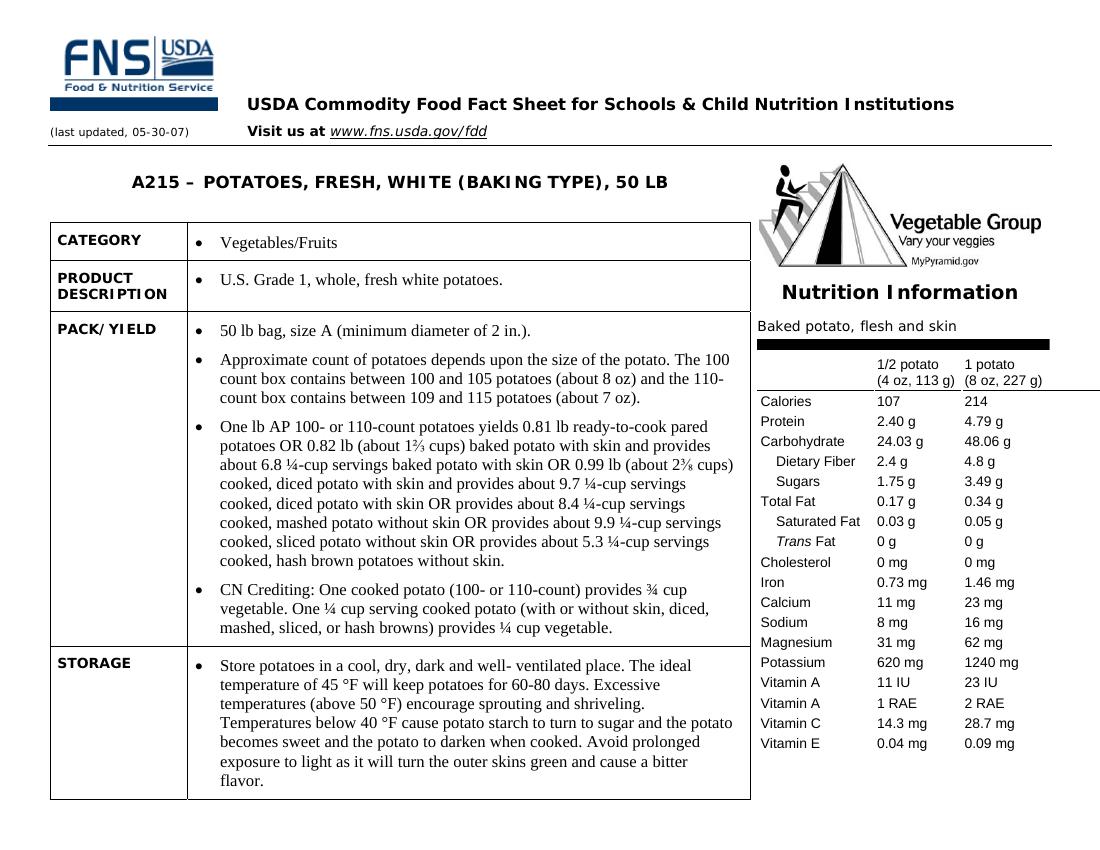 FNS USDA
Food & Nutrition Service
USDA Commodity Food Fact Sheet for Schools & Child Nutrition Institutions
(last updated, 05-30-07)
Visit us at www.fns.usda.gov/fdd
A215 – POTATOES, FRESH, WHITE (BAKING TYPE), 50 LB
CATEGORY
• Vegetables/Fruits
PRODUCT
DESCRIPTION
• U.S. Grade 1, whole, fresh white potatoes.
PACK/YIELD
• 50 lb bag, size A (minimum diameter of 2 in.).
• Approximate count of potatoes depends upon the size of the potato. The 100
count box contains between 100 and 105 potatoes (about 8 oz) and the 110-
count box contains between 109 and 115 potatoes (about 7 oz).
• One lb AP 100- or 110-count potatoes yields 0.81 lb ready-to-cook pared
potatoes OR 0.82 lb (about 1⅔ cups) baked potato with skin and provides
about 6.8 ¼-cup servings baked potato with skin OR 0.99 lb (about 2⅜ cups)
cooked, diced potato with skin and provides about 9.7 ¼-cup servings
cooked, diced potato with skin OR provides about 8.4 ¼-cup servings
cooked, mashed potato without skin OR provides about 9.9 ¼-cup servings
cooked, sliced potato without skin OR provides about 5.3 ¼-cup servings
cooked, hash brown potatoes without skin.
• CN Crediting: One cooked potato (100- or 110-count) provides ¾ cup
vegetable. One ¼ cup serving cooked potato (with or without skin, diced,
mashed, sliced, or hash browns) provides ¼ cup vegetable.
STORAGE
• Store potatoes in a cool, dry, dark and well- ventilated place. The ideal
temperature of 45 °F will keep potatoes for 60-80 days. Excessive
temperatures (above 50 °F) encourage sprouting and shriveling.
Temperatures below 40 °F cause potato starch to turn to sugar and the potato
becomes sweet and the potato to darken when cooked. Avoid prolonged
exposure to light as it will turn the outer skins green and cause a bitter
flavor.
Vegetable Group
Vary your veggies
MyPyramid.gov
Nutrition Information
Baked potato, flesh and skin
1/2 potato 1 potato
(4 oz, 113 g) (8 oz, 227 g)
Calories 107 214
Protein 2.40 g 4.79 g
Carbohydrate 24.03 g 48.06 g
Dietary Fiber 2.4 g 4.8 g
Sugars 1.75 g 3.49 g
Total Fat 0.17 g 0.34 g
Saturated Fat 0.03 g 0.05 g
Trans Fat 0 g 0 g
Cholesterol 0 mg 0 mg
Iron 0.73 mg 1.46 mg
Calcium 11 mg 23 mg
Sodium 8 mg 16 mg
Magnesium 31 mg 62 mg
Potassium 620 mg 1240 mg
Vitamin A 11 IU 23 IU
Vitamin A 1 RAE 2 RAE
Vitamin C 14.3 mg 28.7 mg
Vitamin E 0.04 mg 0.09 mg